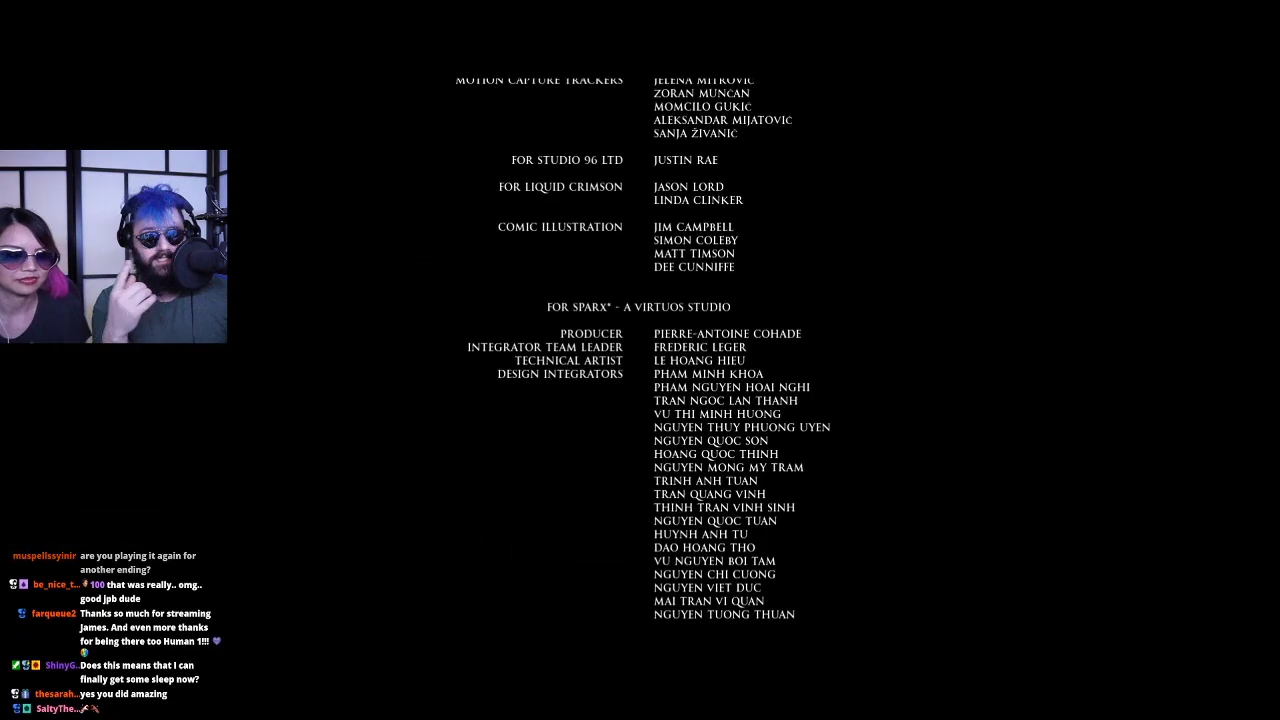 MOTION CAPTURE TRACKERS JELENA MITROVIĆ
ZORAN MUNĆAN
MOMCILO GUKIĆ
ALEKSANDAR MIJATOVIĆ
SANJA ŽIVANIĆ
FOR STUDIO 96 LTD JUSTIN RAE
FOR LIQUID CRIMSON JASON LORD
LINDA CLINKER
COMIC ILLUSTRATION JIM CAMPBELL
SIMON COLEBY
MATT TIMSON
DEE CUNNIFFE
FOR SPARX* - A VIRTUOS STUDIO
PRODUCER PIERRE-ANTOINE COHADE
INTEGRATOR TEAM LEADER FREDERIC LEGER
TECHNICAL ARTIST LE HOANG HIEU
DESIGN INTEGRATORS PHAM MINH KHOA
PHAM NGUYEN HOAI NGHI
TRAN NGOC LAN THANH
VU THI MINH HUONG
NGUYEN THUY PHUONG UYEN
NGUYEN QUOC SON
HOANG QUOC THINH
NGUYEN MONG MY TRAM
TRINH ANH TUAN
TRAN QUANG VINH
THINH TRAN VINH SINH
NGUYEN QUOC TUAN
HUYNH ANH TU
DAO HOANG THO
VU NGUYEN BOI TAM
NGUYEN CHI CUONG
NGUYEN VIET DUC
MAI TRAN VI QUAN
NGUYEN TUONG THUAN
muspellssyinir are you playing it again for
another ending?
be_nice_t... 100 that was really.. omg..
good jpb dude
farqueue2 Thanks so much for streaming
James. And even more thanks
for being there too Human 1!!!
ShinyG... Does this means that I can
finally get some sleep now?
thesarah... yes you did amazing
SaltyThe...